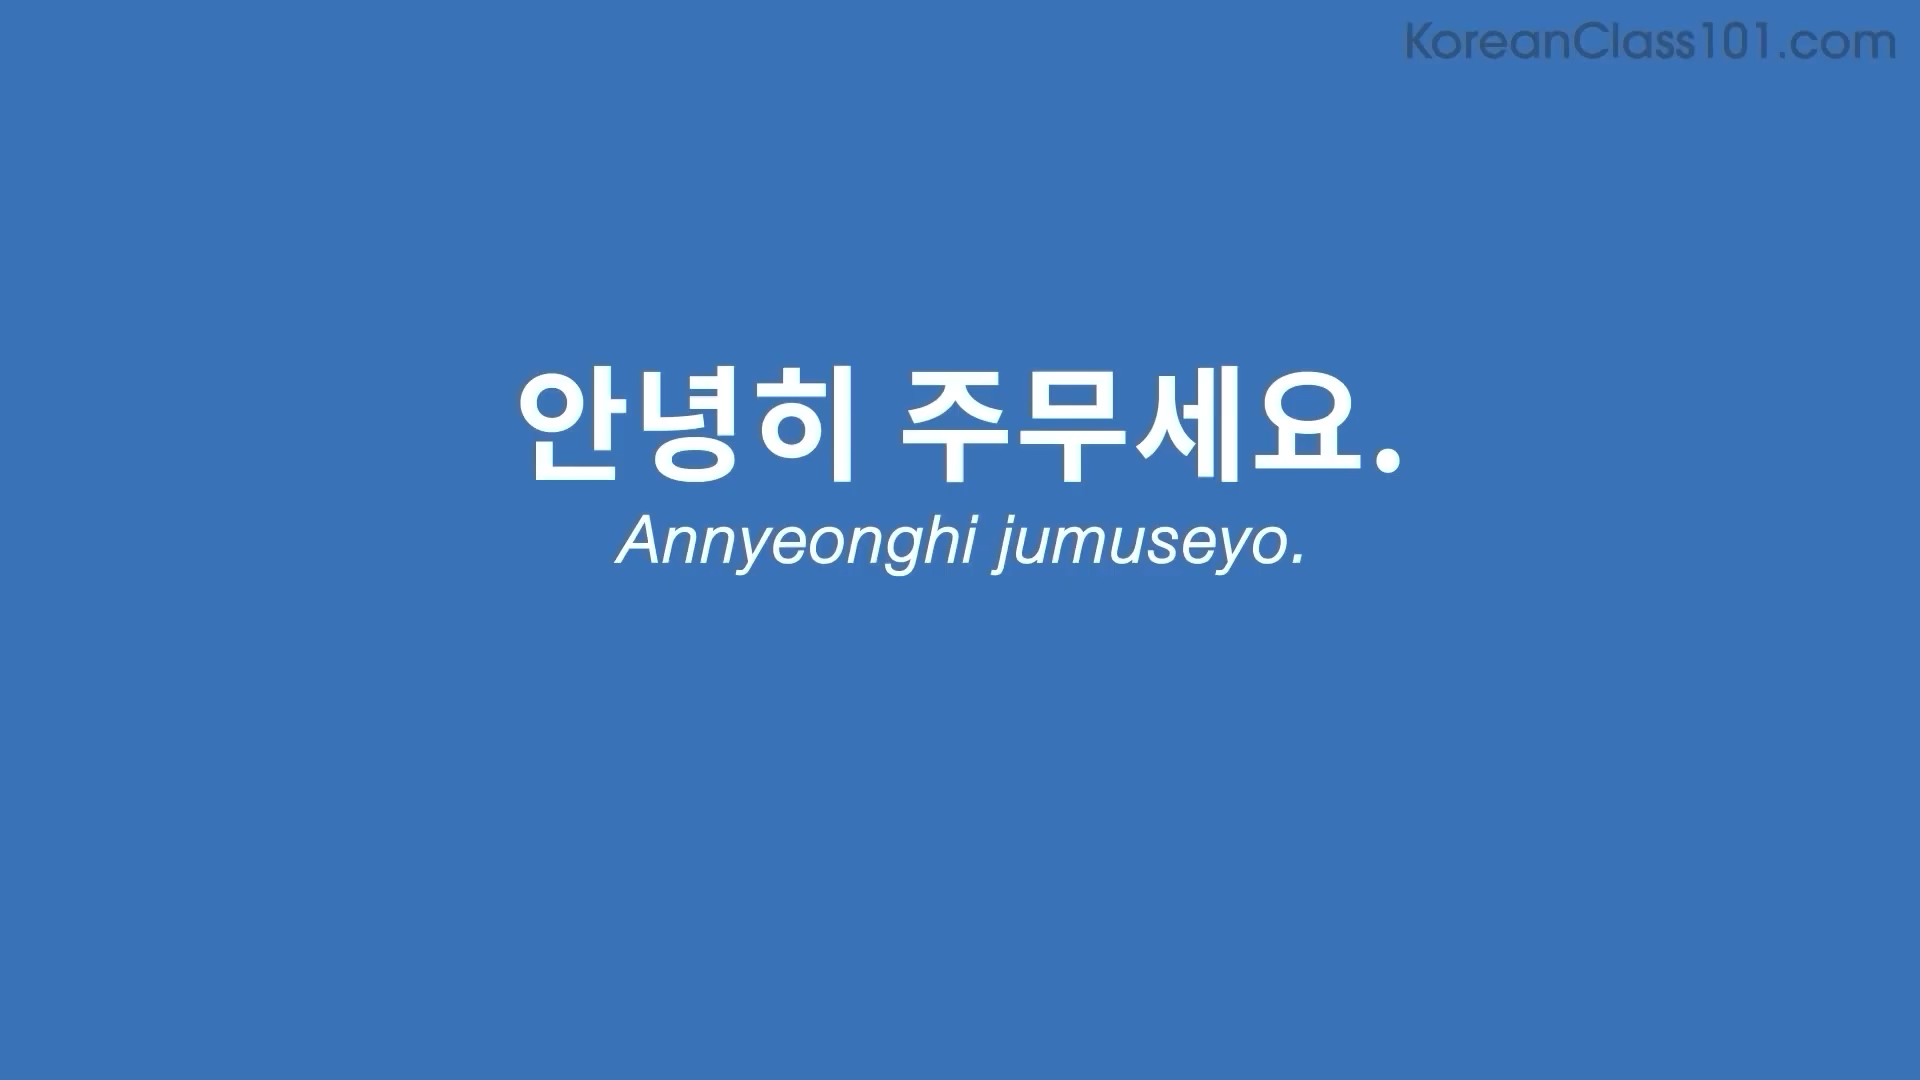 KoreanClass101.com
안녕히 주무세요.
Annyeonghi jumuseyo.